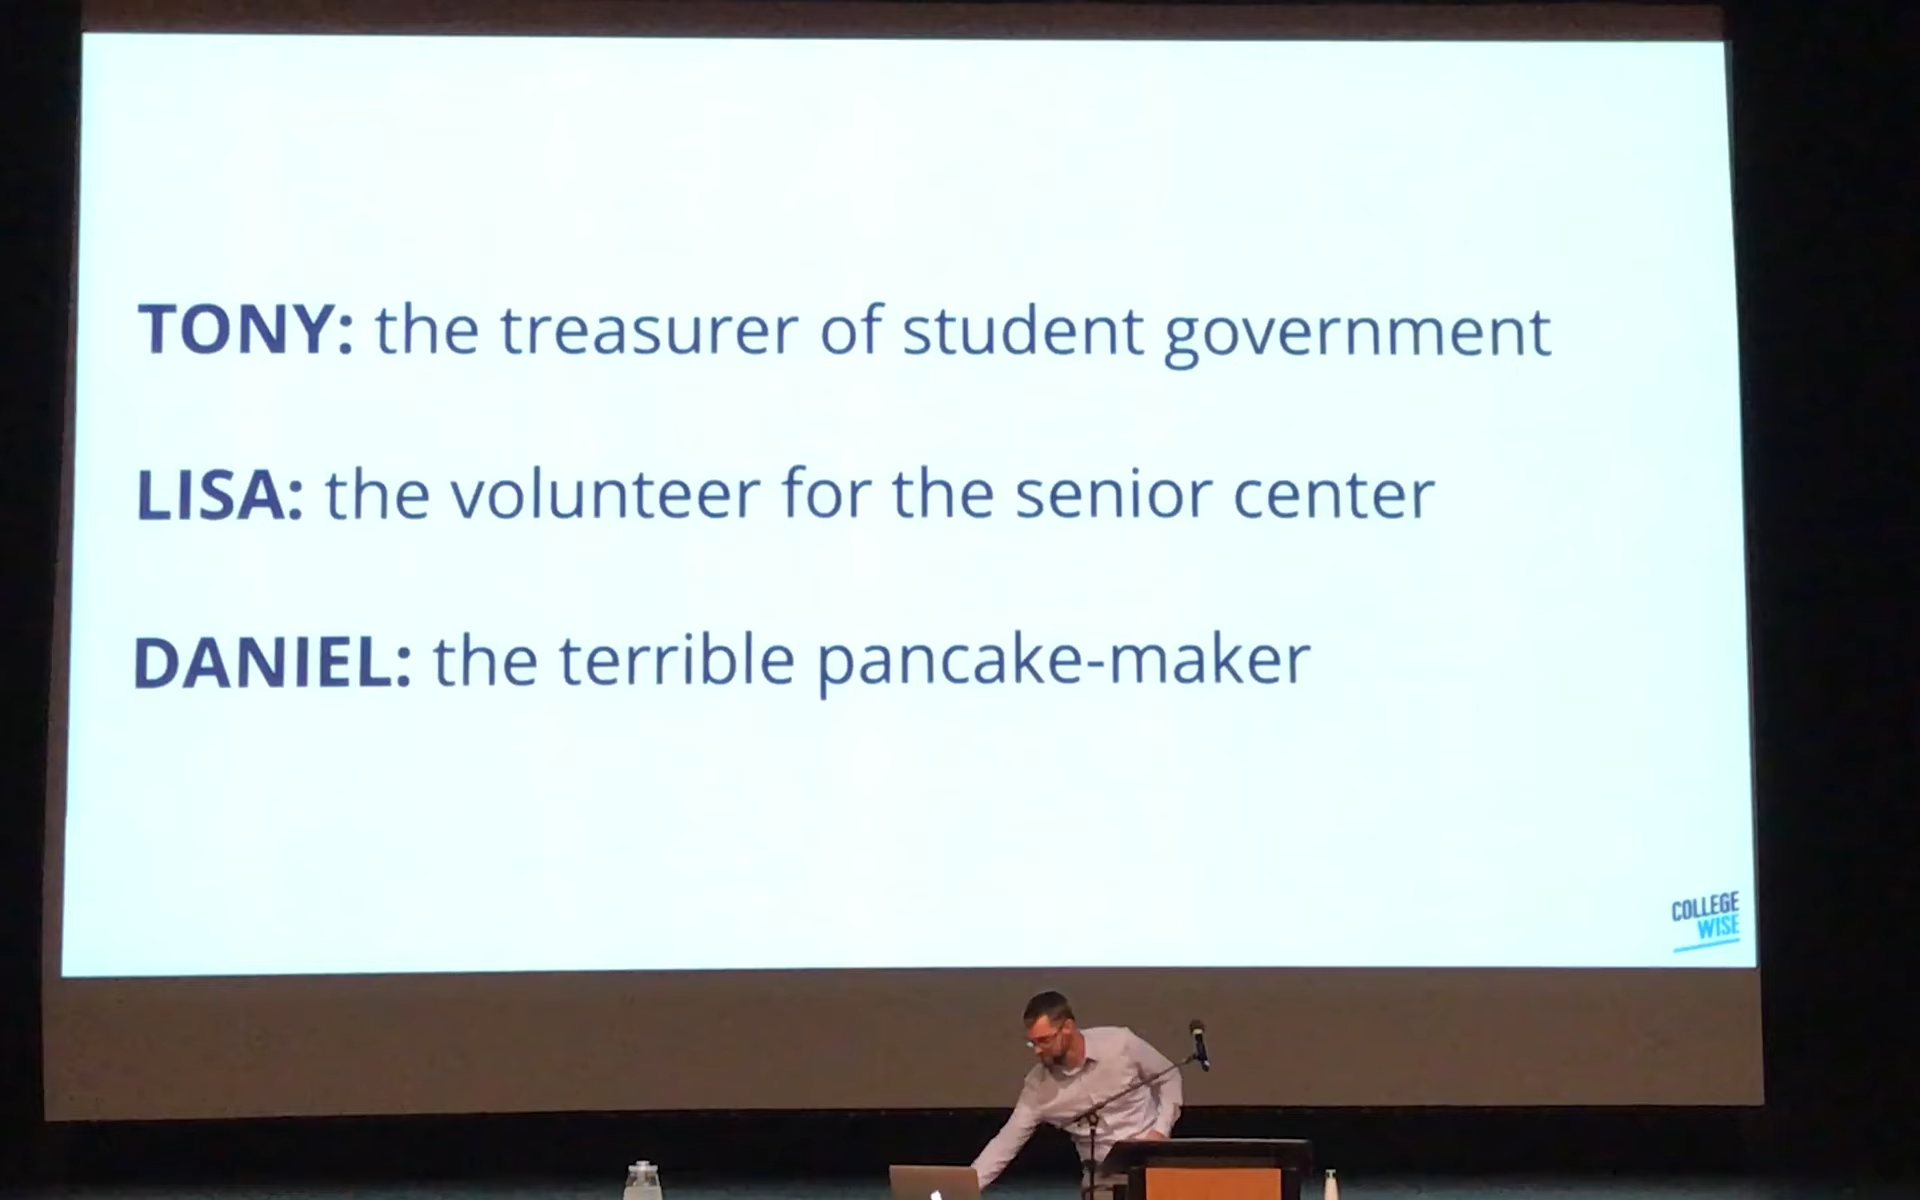 TONY: the treasurer of student government
LISA: the volunteer for the senior center
DANIEL: the terrible pancake-maker
COLLEGE
WISE